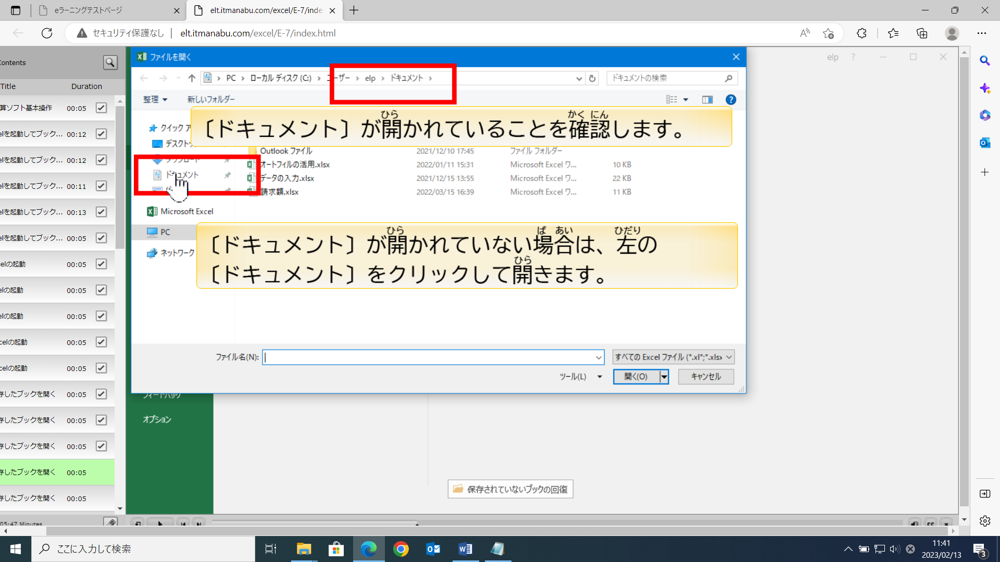 eラーニングテストページ
elt.itmanabu.com/excel/E-7/inde
セキュリティ保護なし
elt.itmanabu.com/excel/E-7/index.html
Contents
Title
Duration
算ソフト基本操作 00:05
elを起動してブック... 00:12
elを起動してブック... 00:12
elを起動してブック... 00:11
elを起動してブック... 00:13
elを起動してブック... 00:05
celの起動 00:05
elの起動 00:05
elの起動 00:05
celの起動 00:05
celの起動 00:05
存したブックを開く 00:05
存したブックを開く 00:05
存したブックを開く 00:05
存したブックを開く 00:05
存したブックを開く 00:05
05:47 Minutes
ファイルを開く
elp
?
PC › ローカル ディスク (C:) › ユーザー › elp › ドキュメント ›
ドキュメントの検索
整理
新しいフォルダー
クイック ア
デスクトッ
ダウンロード
ドキュメント
Microsoft Excel
PC
ネットワーク
ひら かくにん
〔ドキュメント〕が開かれていることを確認します。
Outlook ファイル 2021/12/10 17:45 ファイル フォルダー
オートフィルの活用.xlsx 2022/01/11 15:31 Microsoft Excel ワ... 10 KB
データの入力.xlsx 2021/12/15 13:55 Microsoft Excel ワ... 22 KB
請求額.xlsx 2022/03/15 16:39 Microsoft Excel ワ... 11 KB
ひら ば あい ひだり
〔ドキュメント〕が開かれていない場合は、左の
ひら
〔ドキュメント〕をクリックして開きます。
ファイル名(N):
すべての Excel ファイル (*.xl*;*.xlsx
ツール(L)
開く(O)
キャンセル
フィードバック
オプション
保存されていないブックの回復
ここに入力して検索
11:41
2023/02/13
3